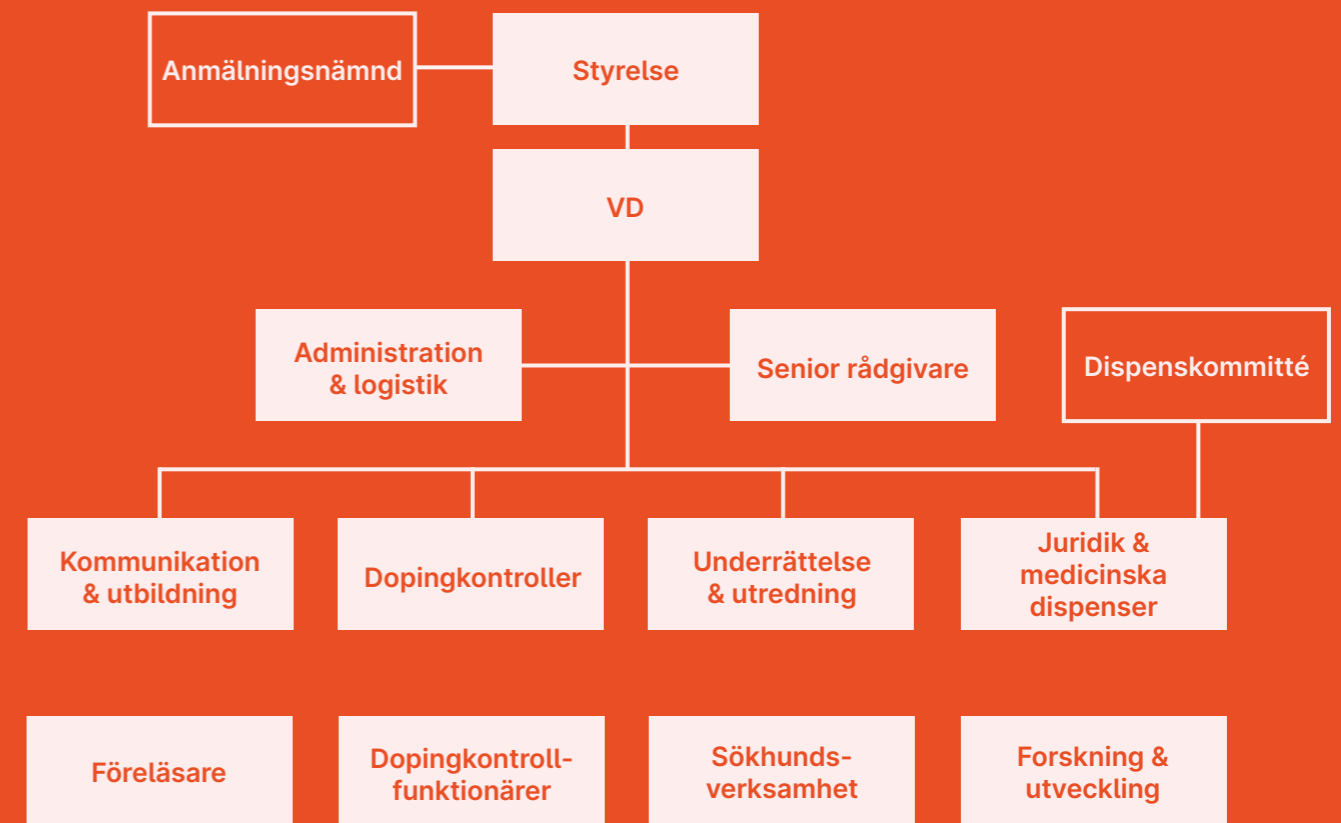 Anmälningsnämnd
Styrelse
VD
Administration
& logistik
Senior rådgivare
Dispenskommitté
Kommunikation
& utbildning
Dopingkontroller
Underrättelse
& utredning
Juridik &
medicinska
dispenser
Föreläsare
Dopingkontroll-
funktionärer
Sökhunds-
verksamhet
Forskning &
utveckling